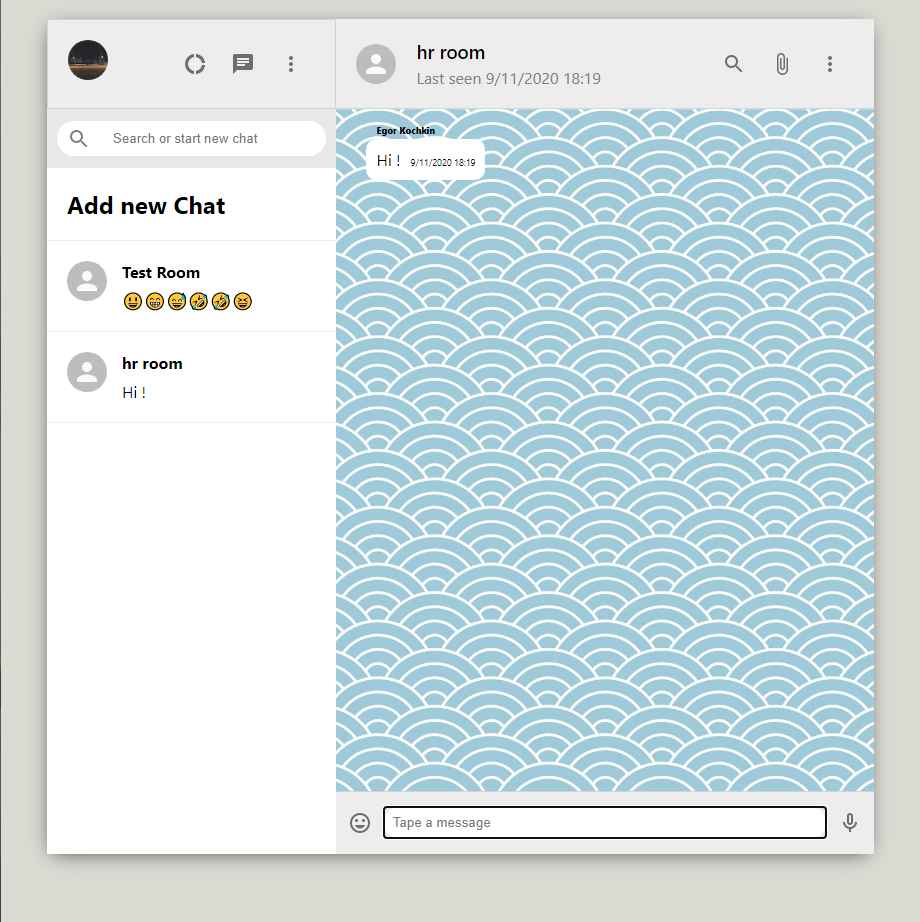 hr room
Last seen 9/11/2020 18:19
Search or start new chat
Add new Chat
Test Room
😃😁😅🤣🤣😆
hr room
Hi !
Egor Kochkin
Hi ! 9/11/2020 18:19
Tape a message